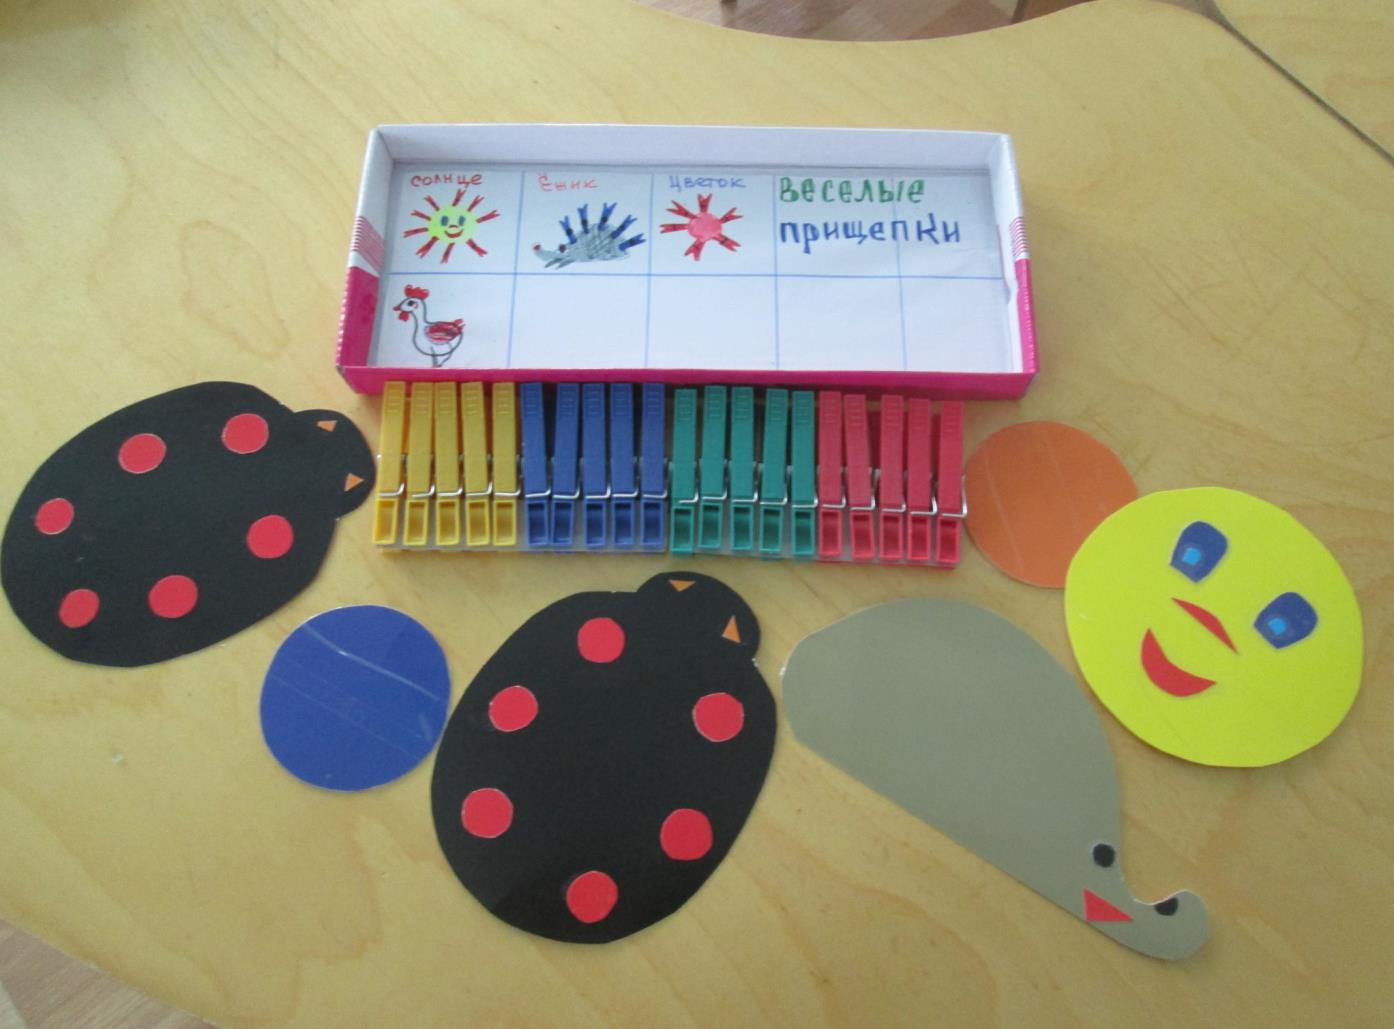 солнце
Ёжик
Цветок
Веселые
прищепки